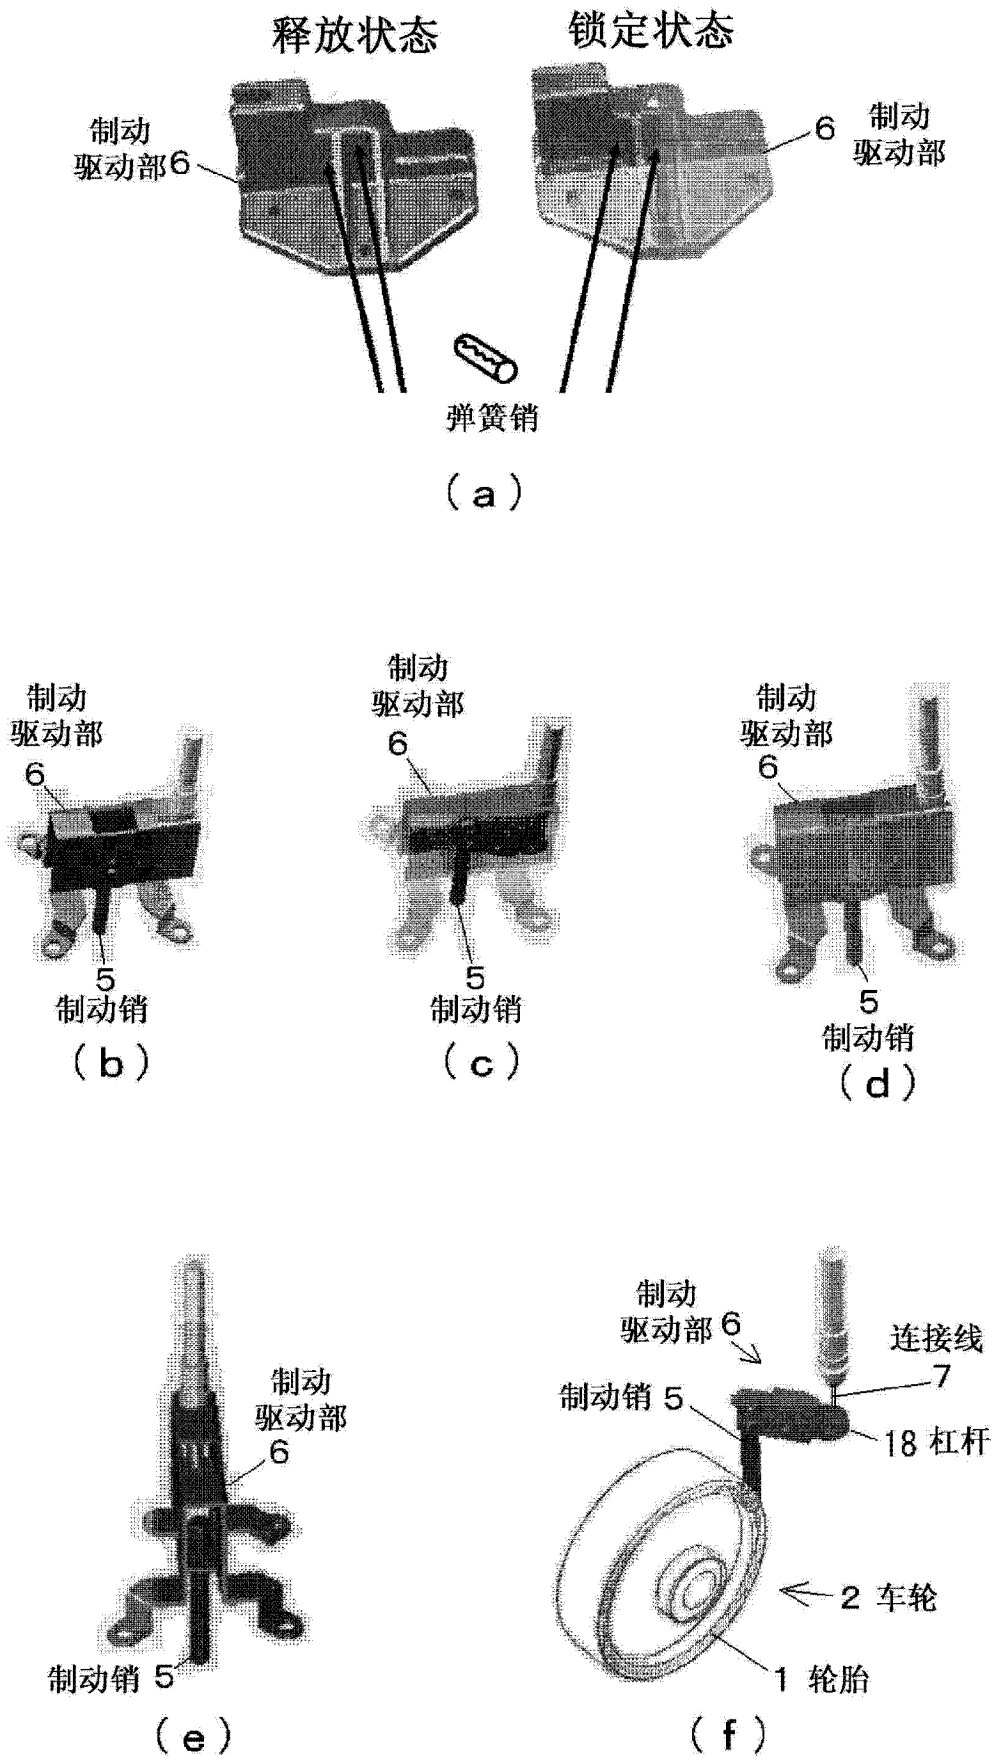 释放状态
锁定状态
制动
驱动部6
6 制动
驱动部
弹簧销
(a)
制动
驱动部
6
5
制动销
(b)
制动
驱动部
6
5
制动销
(c)
制动
驱动部
6
5
制动销
(d)
制动
驱动部
6
制动销 5
(e)
制动
驱动部 6
连接线
7
制动销 5
18 杠杆
2 车轮
1 轮胎
(f)